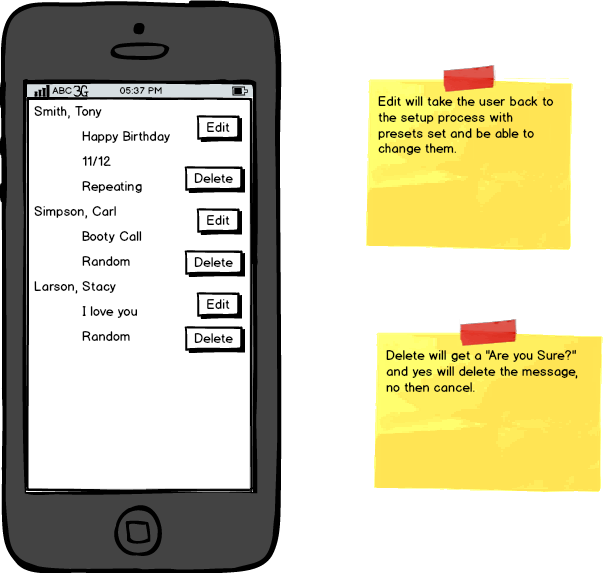 ABC 3G 05:37 PM
Smith, Tony
Happy Birthday
Edit
11/12
Repeating
Delete
Simpson, Carl
Edit
Booty Call
Random
Delete
Larson, Stacy
Edit
I love you
Random
Delete
Edit will take the user back to
the setup process with
presets set and be able to
change them.
Delete will get a "Are you Sure?"
and yes will delete the message,
no then cancel.